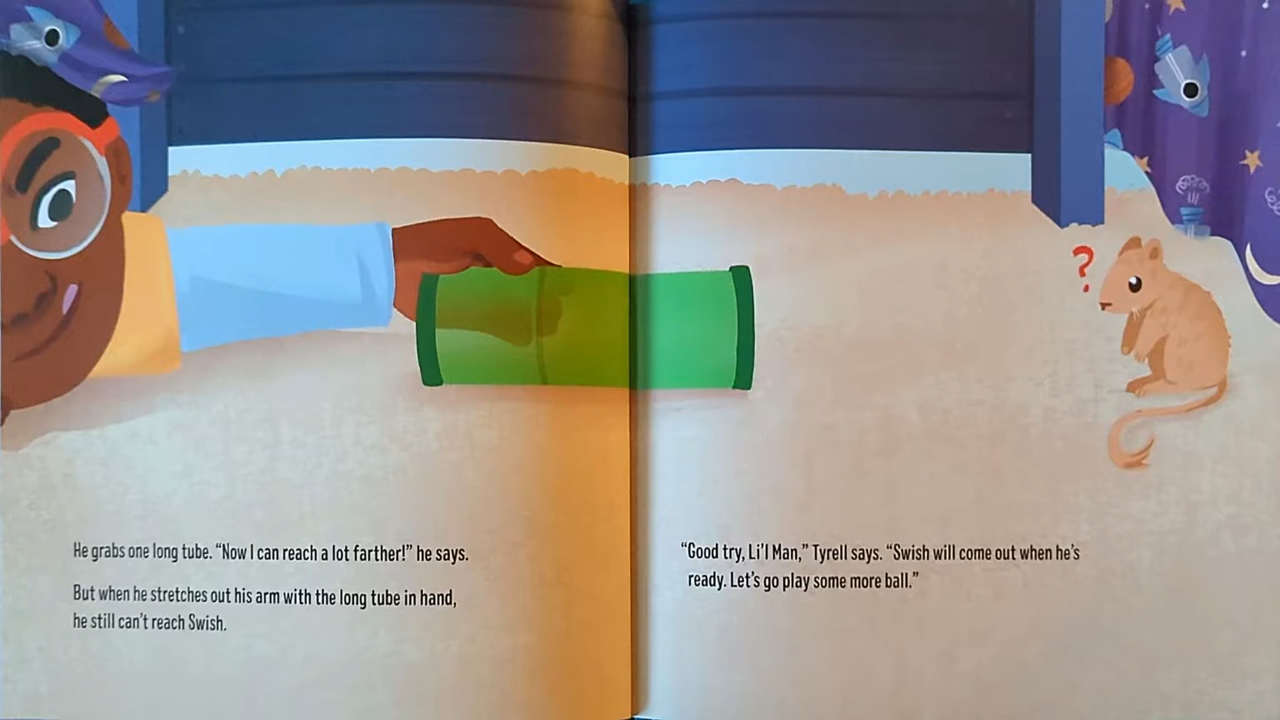 He grabs one long tube. “Now I can reach a lot farther!” he says.
But when he stretches out his arm with the long tube in hand,
he still can’t reach Swish.
?
“Good try, Li’l Man,” Tyrell says. “Swish will come out when he’s
ready. Let’s go play some more ball.”